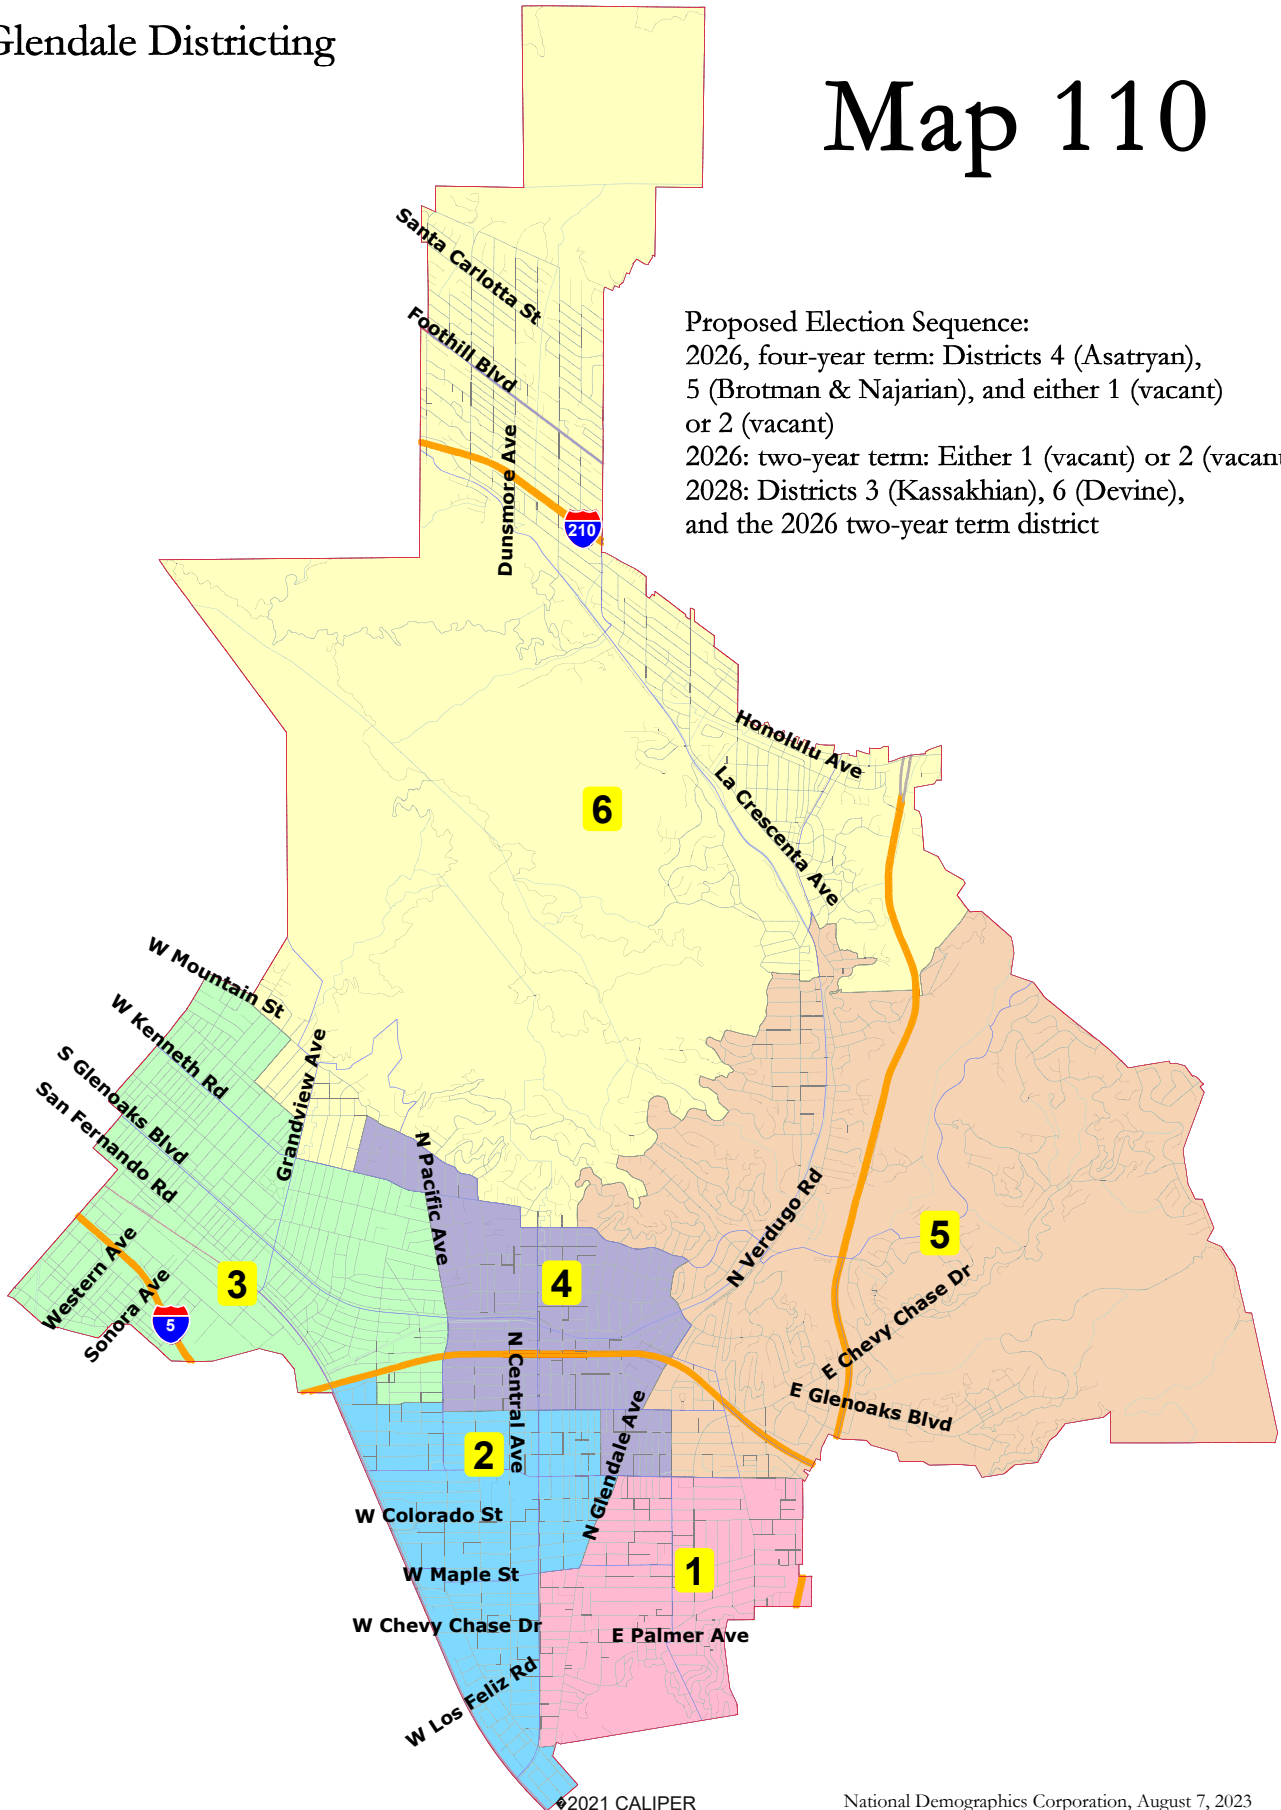 Glendale Districting
Map 110
Proposed Election Sequence:
2026, four-year term: Districts 4 (Asatryan),
5 (Brotman & Najarian), and either 1 (vacant)
or 2 (vacant)
2026: two-year term: Either 1 (vacant) or 2 (vacant
2028: Districts 3 (Kassakhian), 6 (Devine),
and the 2026 two-year term district
Santa Carlotta St
Foothill Blvd
Dunsmore Ave
210
Honolulu Ave
La Crescenta Ave
6
W Mountain St
W Kenneth Rd
S Glenoaks Blvd
San Fernando Rd
Grandview Ave
N Pacific Ave
N Verdugo Rd
5
Western Ave
Sonora Ave
3
4
5
E Chevy Chase Dr
E Glenoaks Blvd
N Central Ave
N Glendale Ave
2
W Colorado St
W Maple St
1
W Chevy Chase Dr
E Palmer Ave
W Los Feliz Rd
�2021 CALIPER
National Demographics Corporation, August 7, 2023